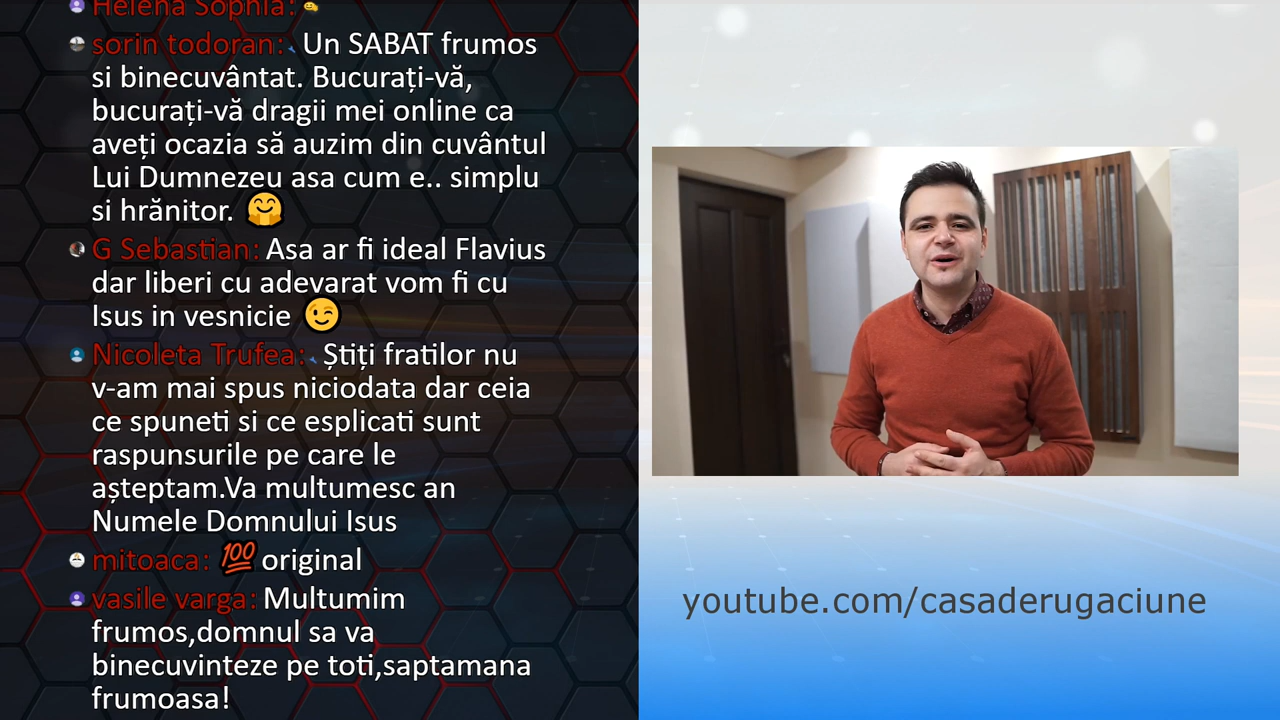 Helena Sophia:
sorin todoran: Un SABAT frumos
si binecuvântat. Bucurați-vă,
bucurați-vă dragii mei online ca
aveți ocazia să auzim din cuvântul
Lui Dumnezeu asa cum e.. simplu
si hrănitor. 🤗
G Sebastian: Asa ar fi ideal Flavius
dar liberi cu adevarat vom fi cu
Isus in vesnicie 😉
Nicoleta Trufea: Știți fratilor nu
v-am mai spus niciodata dar ceia
ce spuneti si ce esplicati sunt
raspunsurile pe care le
așteptam.Va multumesc an
Numele Domnului Isus
mitoaca: 💯 original
vasile varga: Multumim
frumos,domnul sa va
binecuvinteze pe toti,saptamana
frumoasa!
youtube.com/casaderugaciune